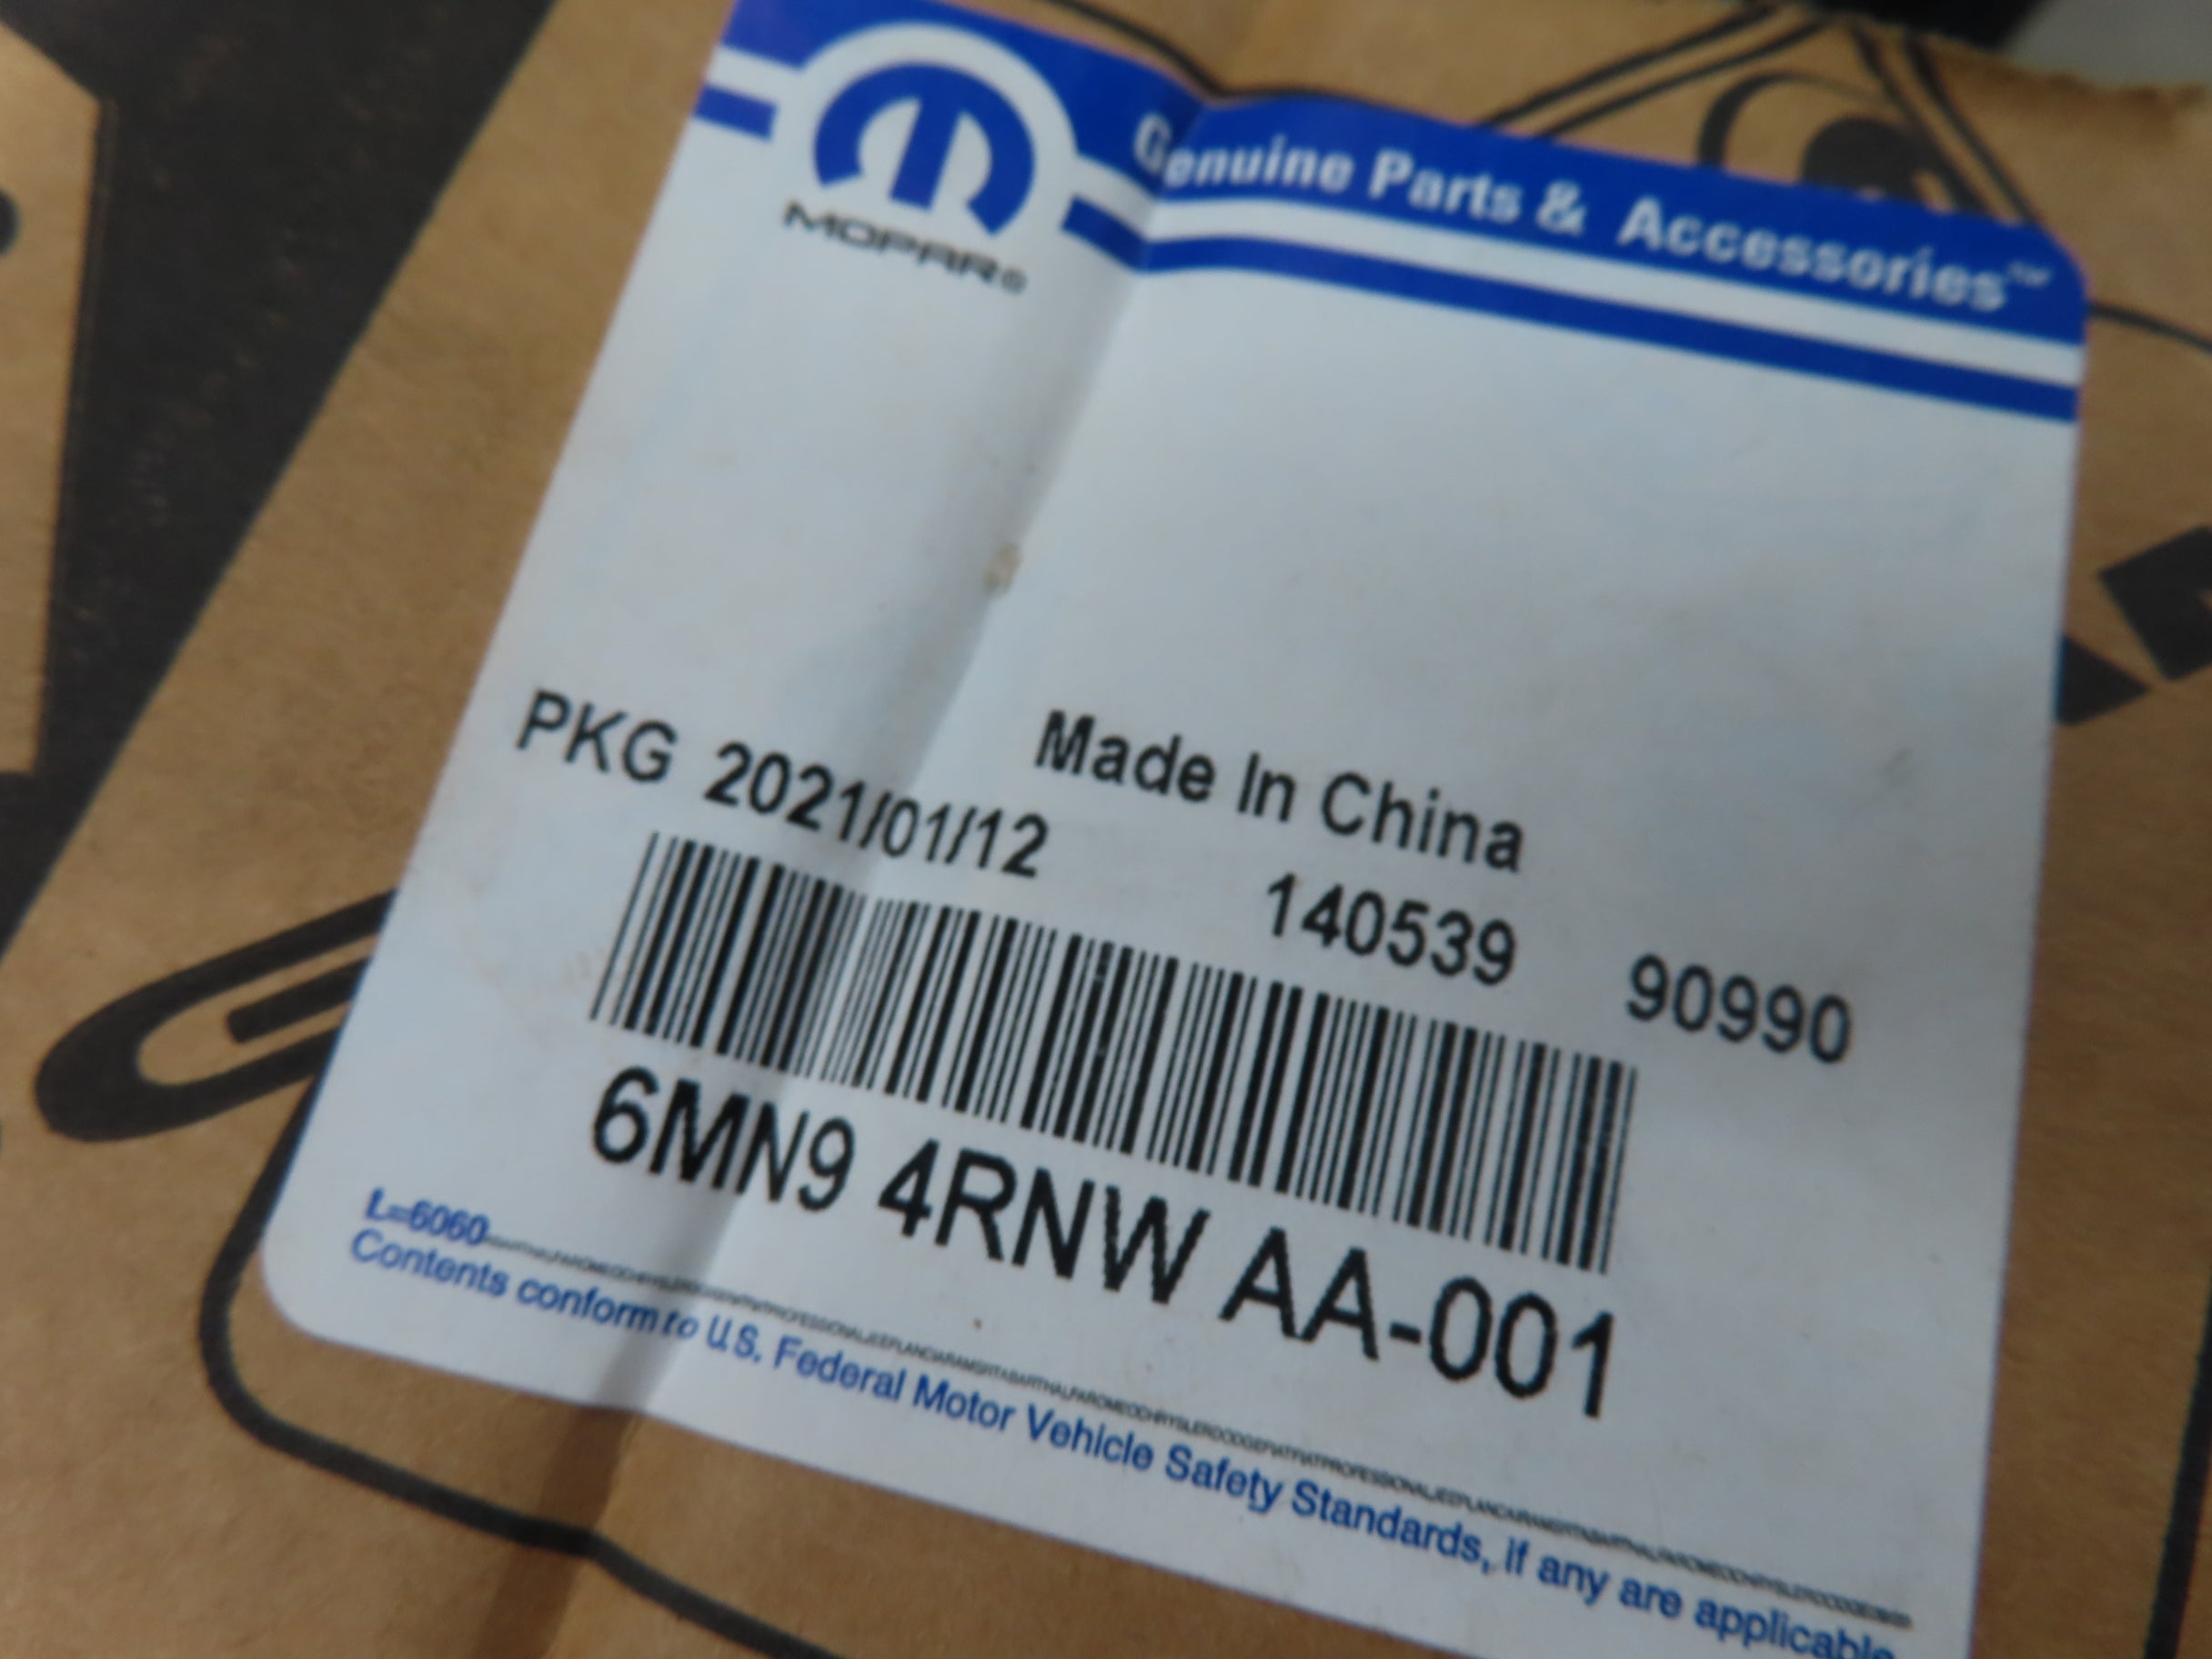 MOPAR®
Genuine Parts & Accessories™
Made In China
PKG 2021/01/12 140539 90990
6MN9 4RNW AA-001
L=6060
Contents conform to U.S. Federal Motor Vehicle Safety Standards, if any are applicable